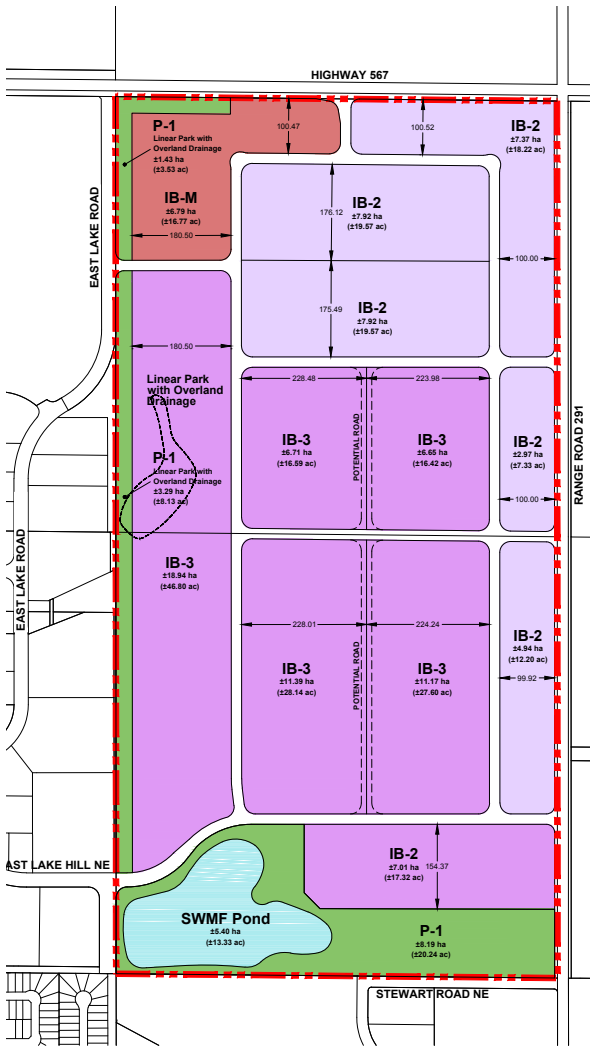 HIGHWAY 567
P-1
Linear Park with
Overland Drainage
±1.43 ha
(±3.53 ac)
100.47
100.52
IB-2
±7.37 ha
(±18.22 ac)
IB-M
±6.79 ha
(±16.77 ac)
180.50
176.12
IB-2
±7.92 ha
(±19.57 ac)
EAST LAKE ROAD
100.00
175.49
IB-2
±7.92 ha
(±19.57 ac)
180.50
Linear Park
with Overland
Drainage
228.48
223.98
P-1
Linear Park with
Overland Drainage
±3.29 ha
(±8.13 ac)
IB-3
±6.71 ha
(±16.59 ac)
POTENTIAL ROAD
IB-3
±6.65 ha
(±16.42 ac)
IB-2
±2.97 ha
(±7.33 ac)
100.00
RANGE ROAD 291
EAST LAKE ROAD
IB-3
±18.94 ha
(±46.80 ac)
228.01
224.24
IB-3
±11.39 ha
(±28.14 ac)
POTENTIAL ROAD
IB-3
±11.17 ha
(±27.60 ac)
IB-2
±4.94 ha
(±12.20 ac)
99.92
AST LAKE HILL NE
IB-2
±7.01 ha
(±17.32 ac)
154.37
SWMF Pond
±5.40 ha
(±13.33 ac)
P-1
±8.19 ha
(±20.24 ac)
STEWART ROAD NE